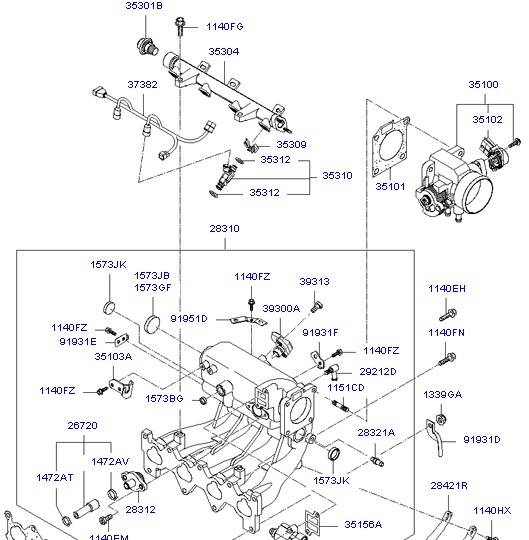 35301B
1140FG
35304
37382
35100
35102
35309
35312
35310
35312
35101
28310
1573JK
1573JB
1573GF
1140FZ
39313
1140EH
39300A
91951D
1140FZ
91931E
91931F
1140FN
35103A
1140FZ
29212D
1140FZ
1151CD
1573BG
1339GA
26720
28321A
91931D
1472AV
1472AT
1573JK
28421R
28312
35156A
1140HX
1140EM